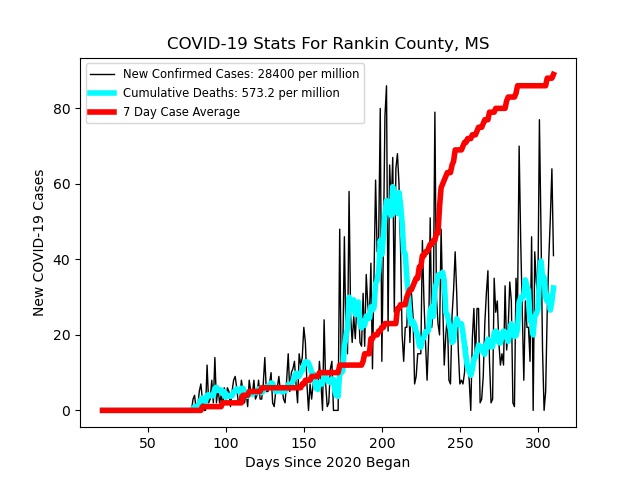 COVID-19 Stats For Rankin County, MS
New Confirmed Cases: 28400 per million
Cumulative Deaths: 573.2 per million
7 Day Case Average
New COVID-19 Cases
80
60
40
20
0
50 100 150 200 250 300
Days Since 2020 Began